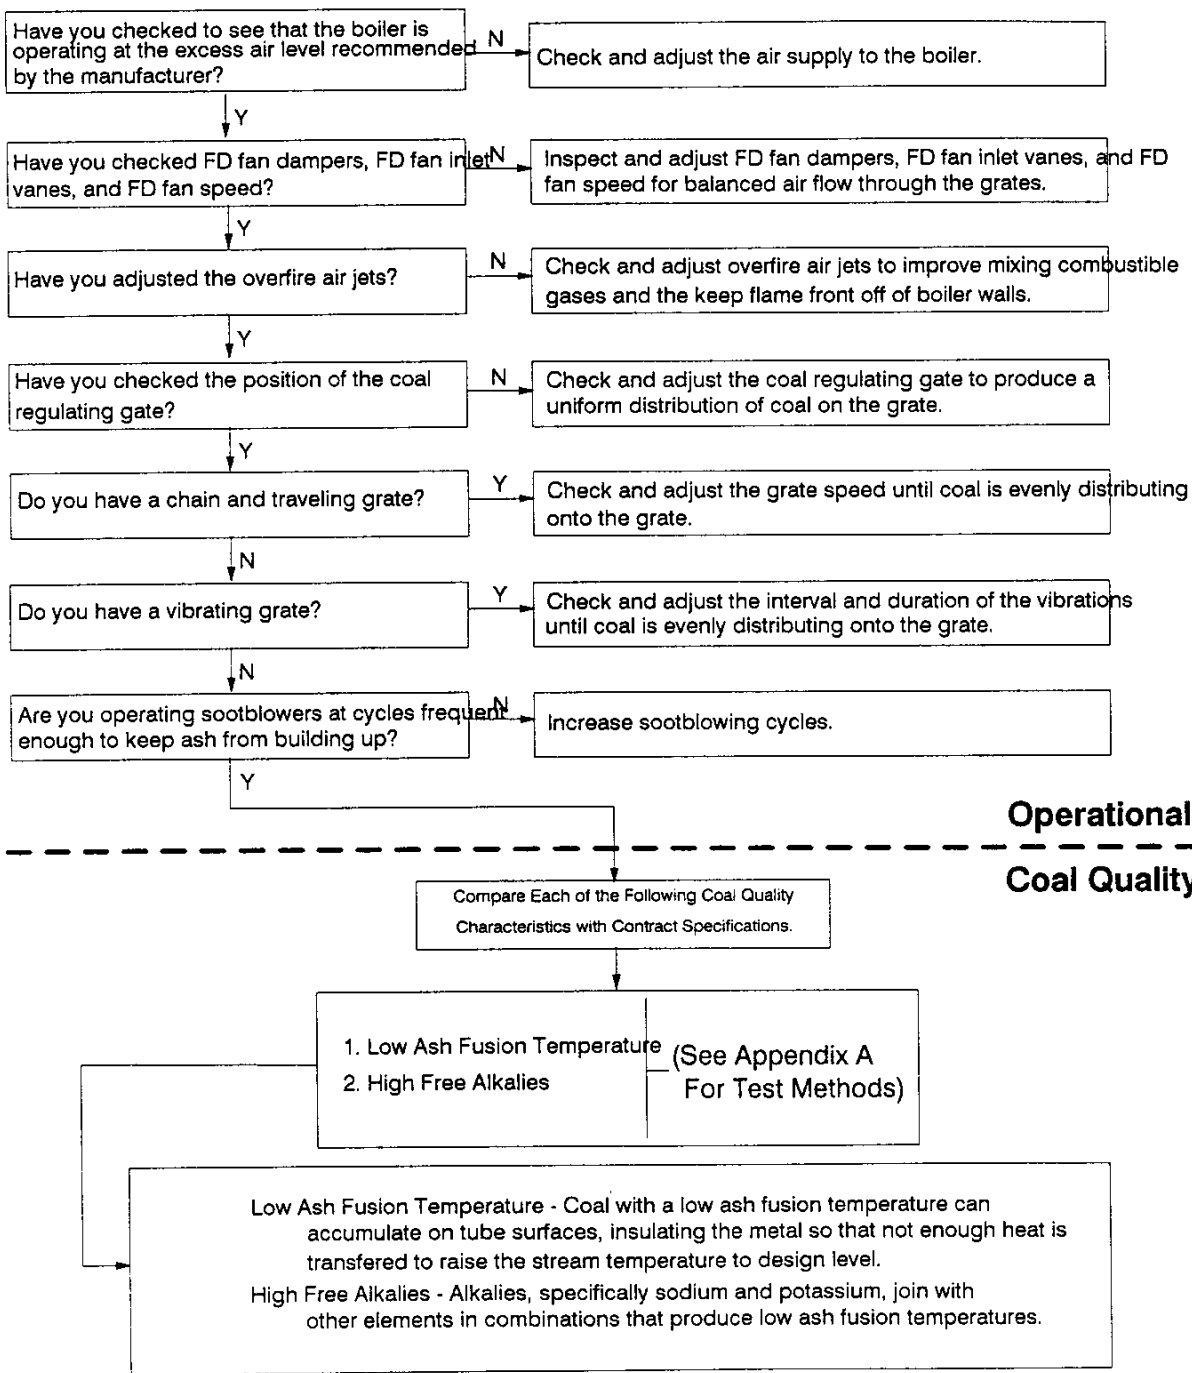 Have you checked to see that the boiler is
operating at the excess air level recommended
by the manufacturer?
N
Check and adjust the air supply to the boiler.
Y
Have you checked FD fan dampers, FD fan inlet
vanes, and FD fan speed?
N
Inspect and adjust FD fan dampers, FD fan inlet vanes, and FD
fan speed for balanced air flow through the grates.
Y
Have you adjusted the overfire air jets?
N
Check and adjust overfire air jets to improve mixing combustible
gases and the keep flame front off of boiler walls.
Y
Have you checked the position of the coal
regulating gate?
N
Check and adjust the coal regulating gate to produce a
uniform distribution of coal on the grate.
Y
Do you have a chain and traveling grate?
Y
Check and adjust the grate speed until coal is evenly distributing
onto the grate.
N
Do you have a vibrating grate?
Y
Check and adjust the interval and duration of the vibrations
until coal is evenly distributing onto the grate.
N
Are you operating sootblowers at cycles frequent
enough to keep ash from building up?
N
Increase sootblowing cycles.
Y
Operational
Coal Quality
Compare Each of the Following Coal Quality
Characteristics with Contract Specifications.
1. Low Ash Fusion Temperature
2. High Free Alkalies
(See Appendix A
For Test Methods)
Low Ash Fusion Temperature - Coal with a low ash fusion temperature can
accumulate on tube surfaces, insulating the metal so that not enough heat is
transfered to raise the stream temperature to design level.
High Free Alkalies - Alkalies, specifically sodium and potassium, join with
other elements in combinations that produce low ash fusion temperatures.